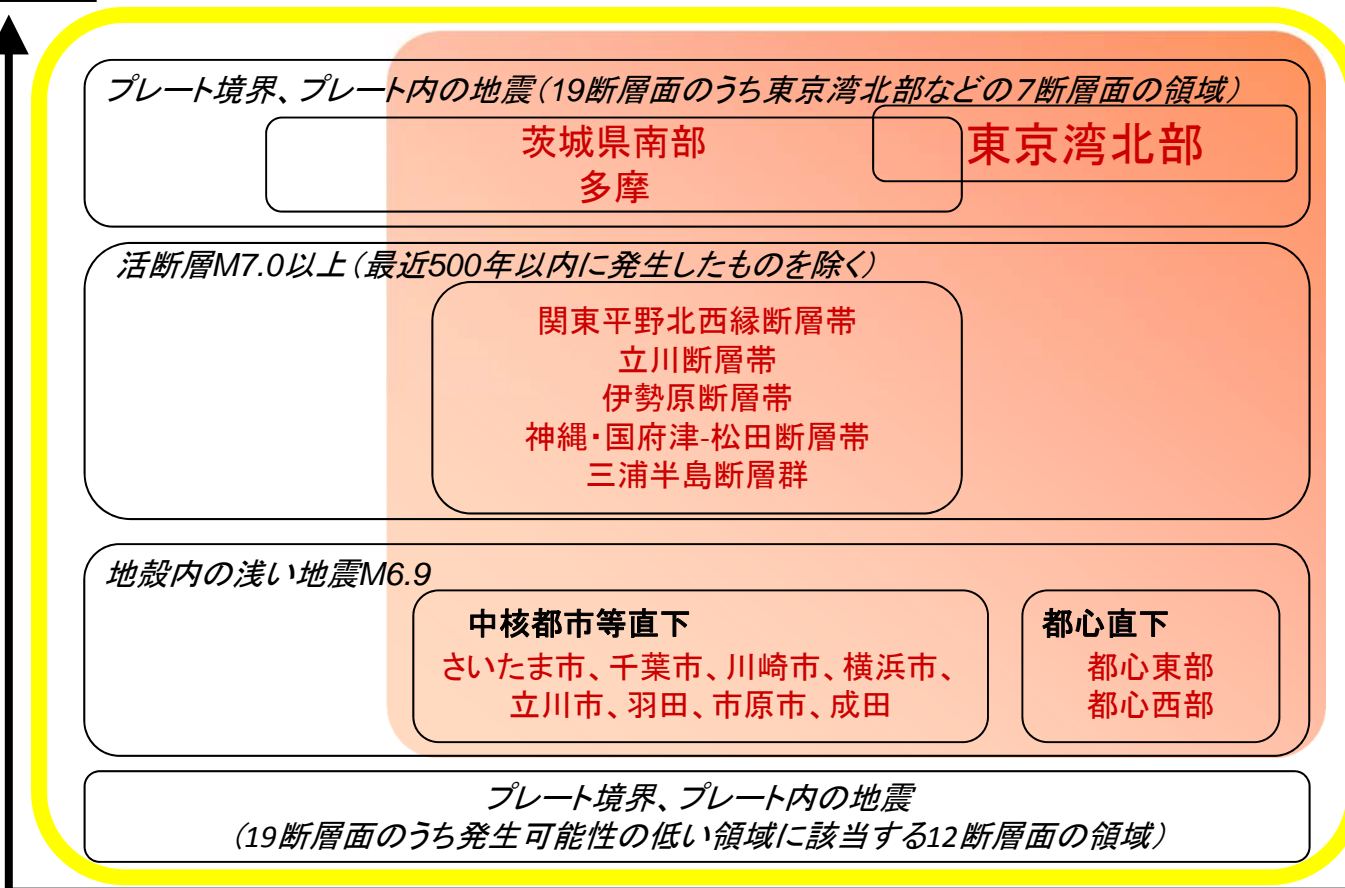 プレート境界、プレート内の地震（19断層面のうち東京湾北部などの7断層面の領域）
茨城県南部
多摩
東京湾北部
活断層M7.0以上（最近500年以内に発生したものを除く）
関東平野北西縁断層帯
立川断層帯
伊勢原断層帯
神縄・国府津-松田断層帯
三浦半島断層群
地殻内の浅い地震M6.9
中核都市等直下
さいたま市、千葉市、川崎市、横浜市、
立川市、羽田、市原市、成田
都心直下
都心東部
都心西部
プレート境界、プレート内の地震
（19断層面のうち発生可能性の低い領域に該当する12断層面の領域）